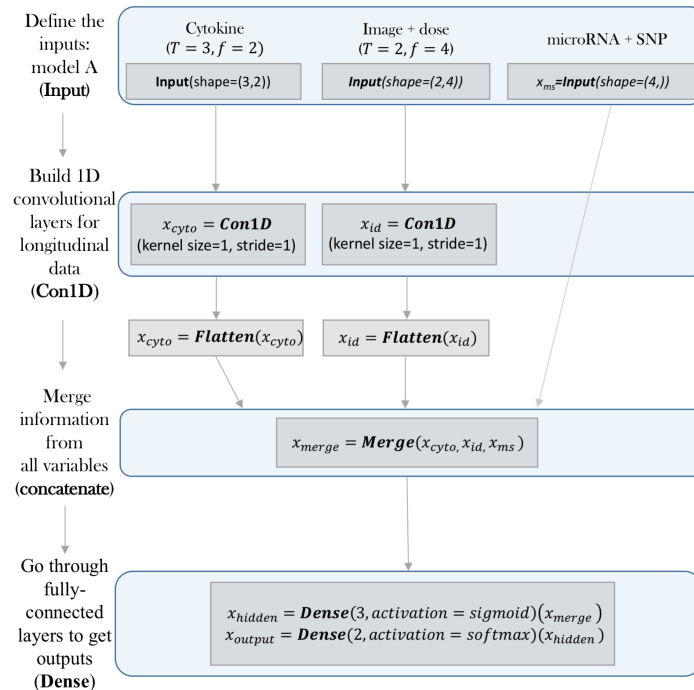 Define the
inputs:
model A
(Input)
Cytokine
(T = 3, f = 2)
Input(shape=(3,2))
Image + dose
(T = 2, f = 4)
Input(shape=(2,4))
microRNA + SNP
x_ms=Input(shape=(4,))
Build 1D
convolutional
layers for
longitudinal
data
(Con1D)
x_cyto = Con1D
(kernel size=1, stride=1)
x_id = Con1D
(kernel size=1, stride=1)
x_cyto = Flatten(x_cyto)
x_id = Flatten(x_id)
Merge
information
from
all variables
(concatenate)
x_merge = Merge(x_cyto, x_id, x_ms)
Go through
fully-
connected
layers to get
outputs
(Dense)
x_hidden = Dense(3, activation = sigmoid)(x_merge)
x_output = Dense(2, activation = softmax)(x_hidden)